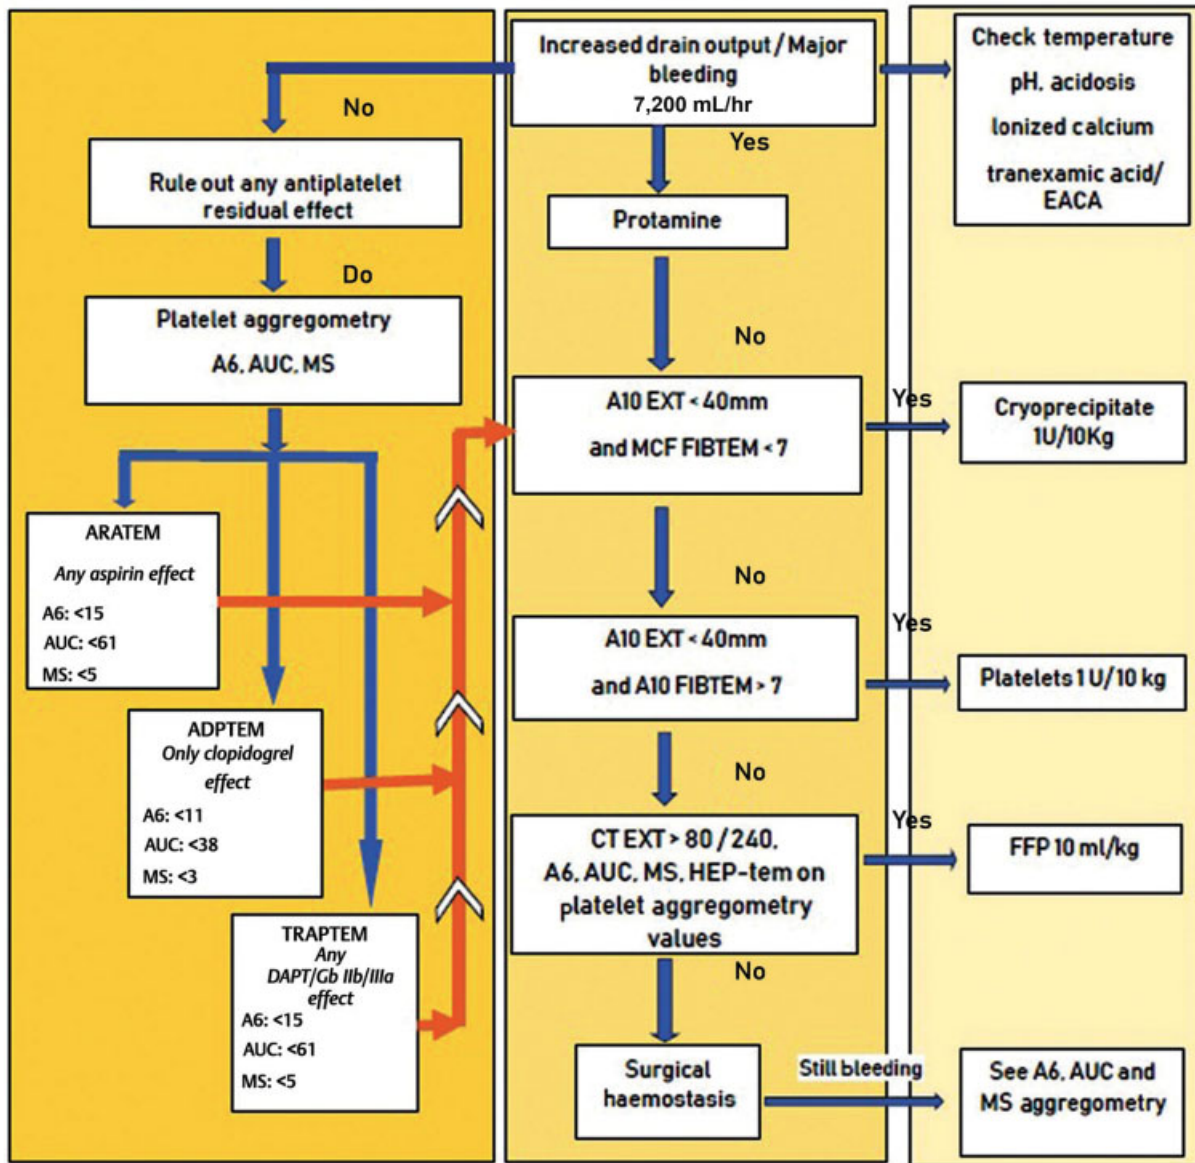 Increased drain output / Major
bleeding
7,200 mL/hr
Check temperature
pH, acidosis
Ionized calcium
tranexamic acid/
EACA
No
Yes
Rule out any antiplatelet
residual effect
Protamine
Do
No
Platelet aggregometry
A6, AUC, MS
A10 EXT < 40mm
and MCF FIBTEM < 7
Yes
Cryoprecipitate
1U/10Kg
ARATEM
Any aspirin effect
A6: <15
AUC: <61
MS: <5
No
A10 EXT < 40mm
and A10 FIBTEM > 7
Yes
Platelets 1 U/10 kg
ADPTEM
Only clopidogrel
effect
A6: <11
AUC: <38
MS: <3
No
CT EXT > 80 / 240,
A6, AUC, MS, HEP-tem on
platelet aggregometry
values
Yes
FFP 10 ml/kg
TRAPTEM
Any
DAPT/Gb IIb/IIIa
effect
A6: <15
AUC: <61
MS: <5
No
Surgical
haemostasis
Still bleeding
See A6, AUC and
MS aggregometry